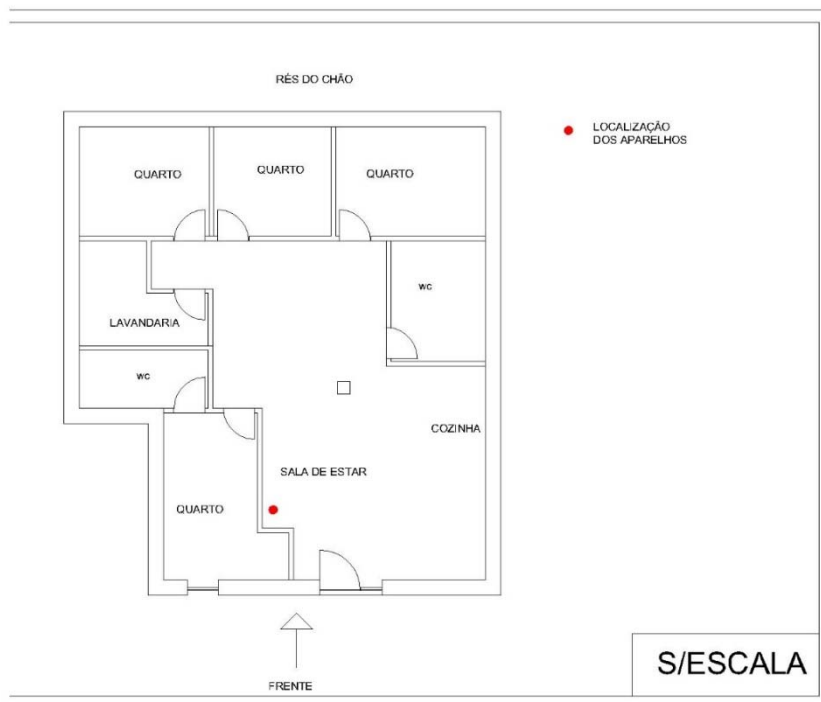 RÉS DO CHÃO
LOCALIZAÇÃO
DOS APARELHOS
QUARTO
QUARTO
QUARTO
WC
LAVANDARIA
WC
COZINHA
SALA DE ESTAR
QUARTO
S/ESCALA
FRENTE